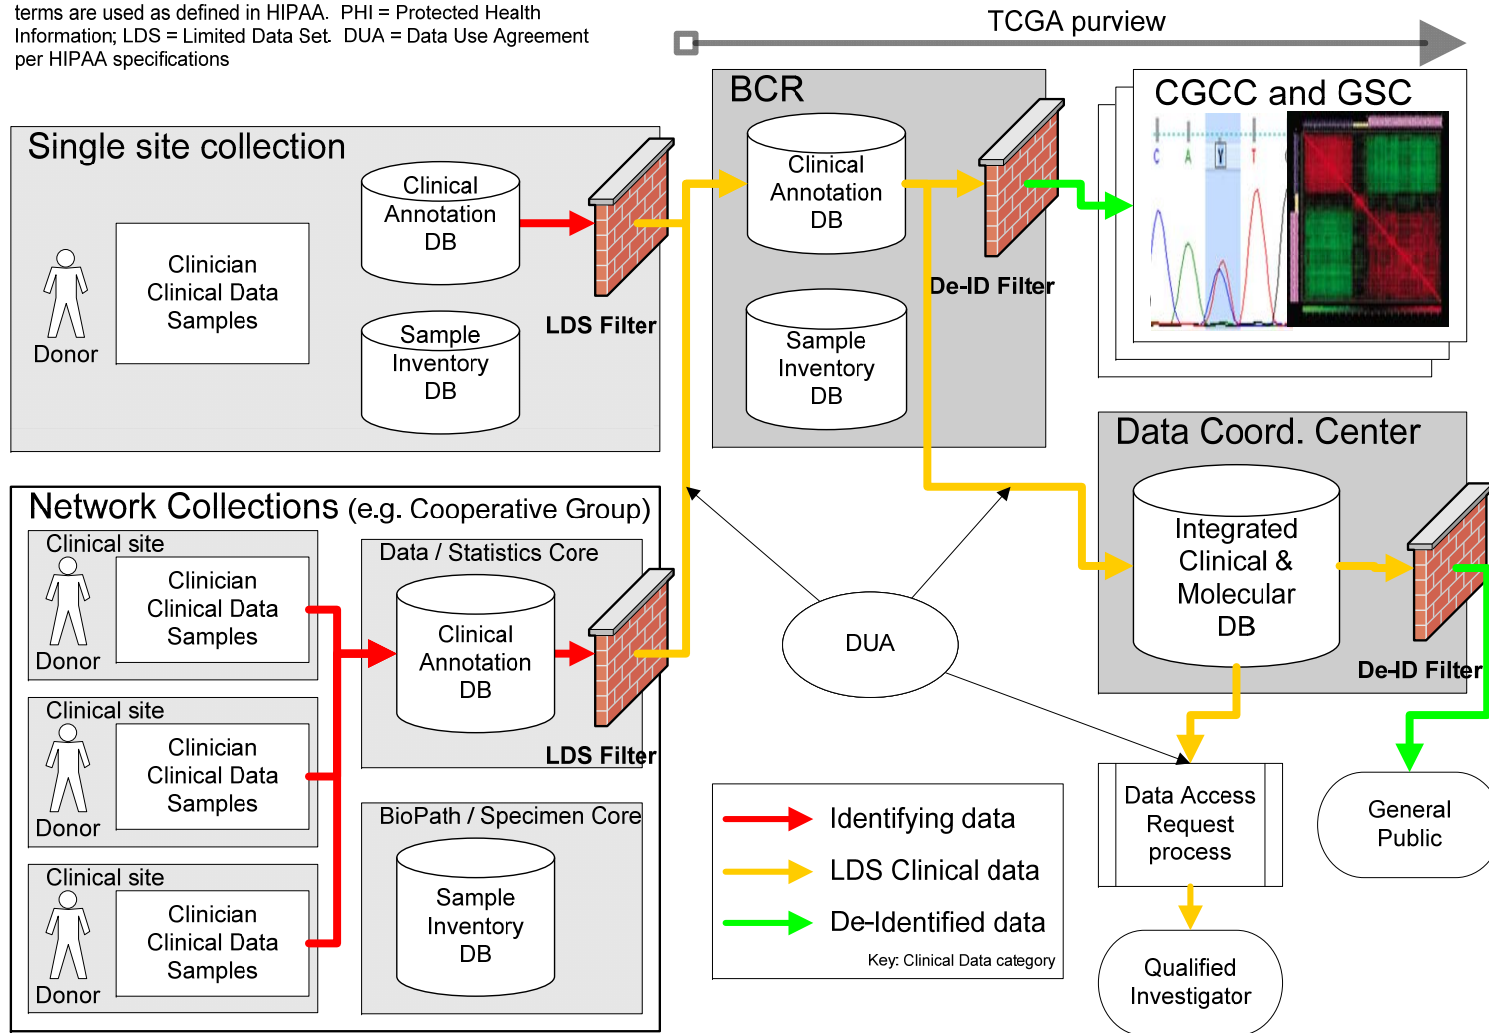 terms are used as defined in HIPAA.  PHI = Protected Health
Information; LDS = Limited Data Set.  DUA = Data Use Agreement
per HIPAA specifications
TCGA purview
Single site collection
Donor
Clinician
Clinical Data
Samples
Clinical
Annotation
DB
Sample
Inventory
DB
LDS Filter
BCR
Clinical
Annotation
DB
Sample
Inventory
DB
De-ID Filter
CGCC and GSC
C
A
Y
T
Network Collections (e.g. Cooperative Group)
Clinical site
Donor
Clinician
Clinical Data
Samples
Clinical site
Donor
Clinician
Clinical Data
Samples
Clinical site
Donor
Clinician
Clinical Data
Samples
Data / Statistics Core
Clinical
Annotation
DB
LDS Filter
BioPath / Specimen Core
Sample
Inventory
DB
DUA
Data Coord. Center
Integrated
Clinical &
Molecular
DB
De-ID Filter
Data Access
Request
process
General
Public
Qualified
Investigator
Identifying data
LDS Clinical data
De-Identified data
Key: Clinical Data category